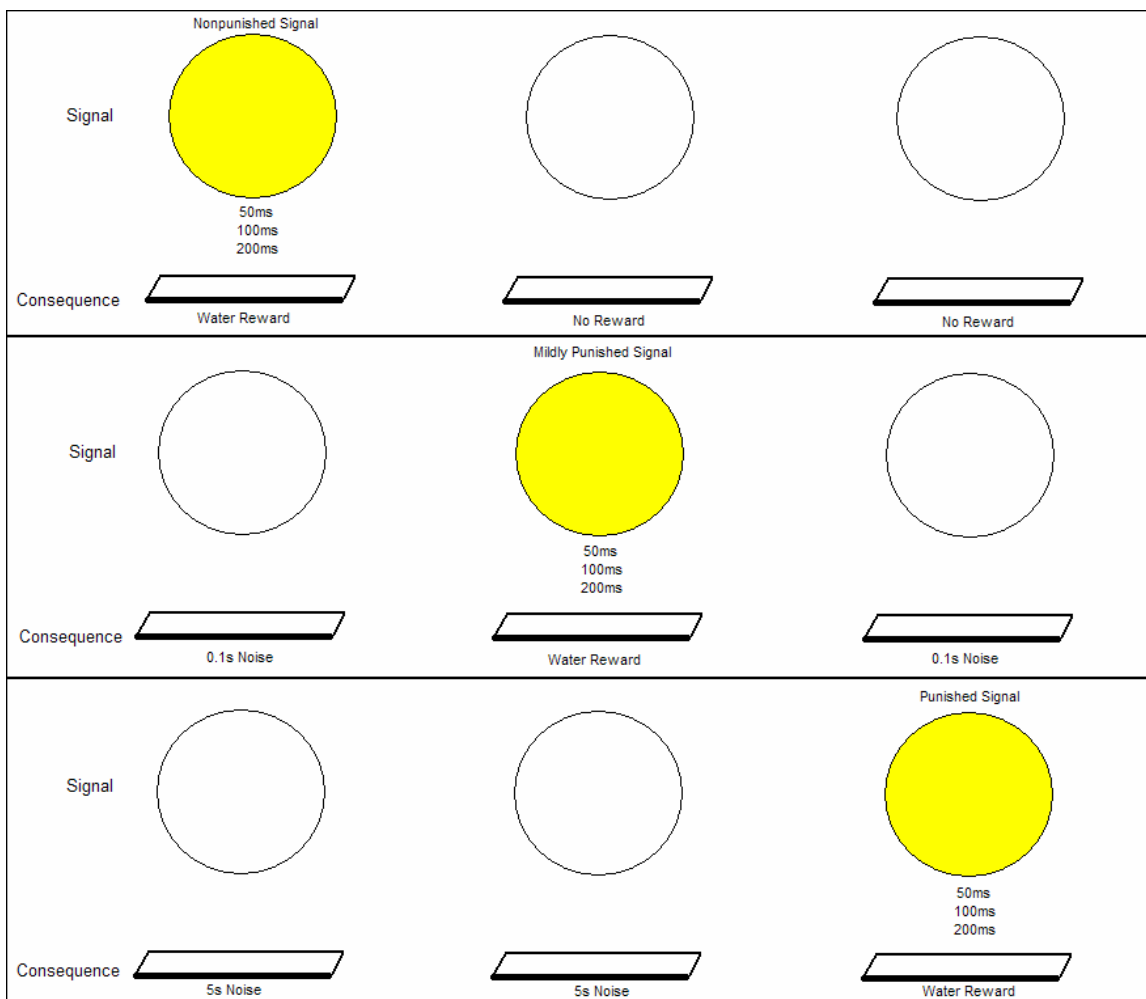 Nonpunished Signal
Signal
50ms
100ms
200ms
Consequence
Water Reward
No Reward
No Reward
Mildly Punished Signal
Signal
50ms
100ms
200ms
Consequence
0.1s Noise
Water Reward
0.1s Noise
Punished Signal
Signal
50ms
100ms
200ms
Consequence
5s Noise
5s Noise
Water Reward